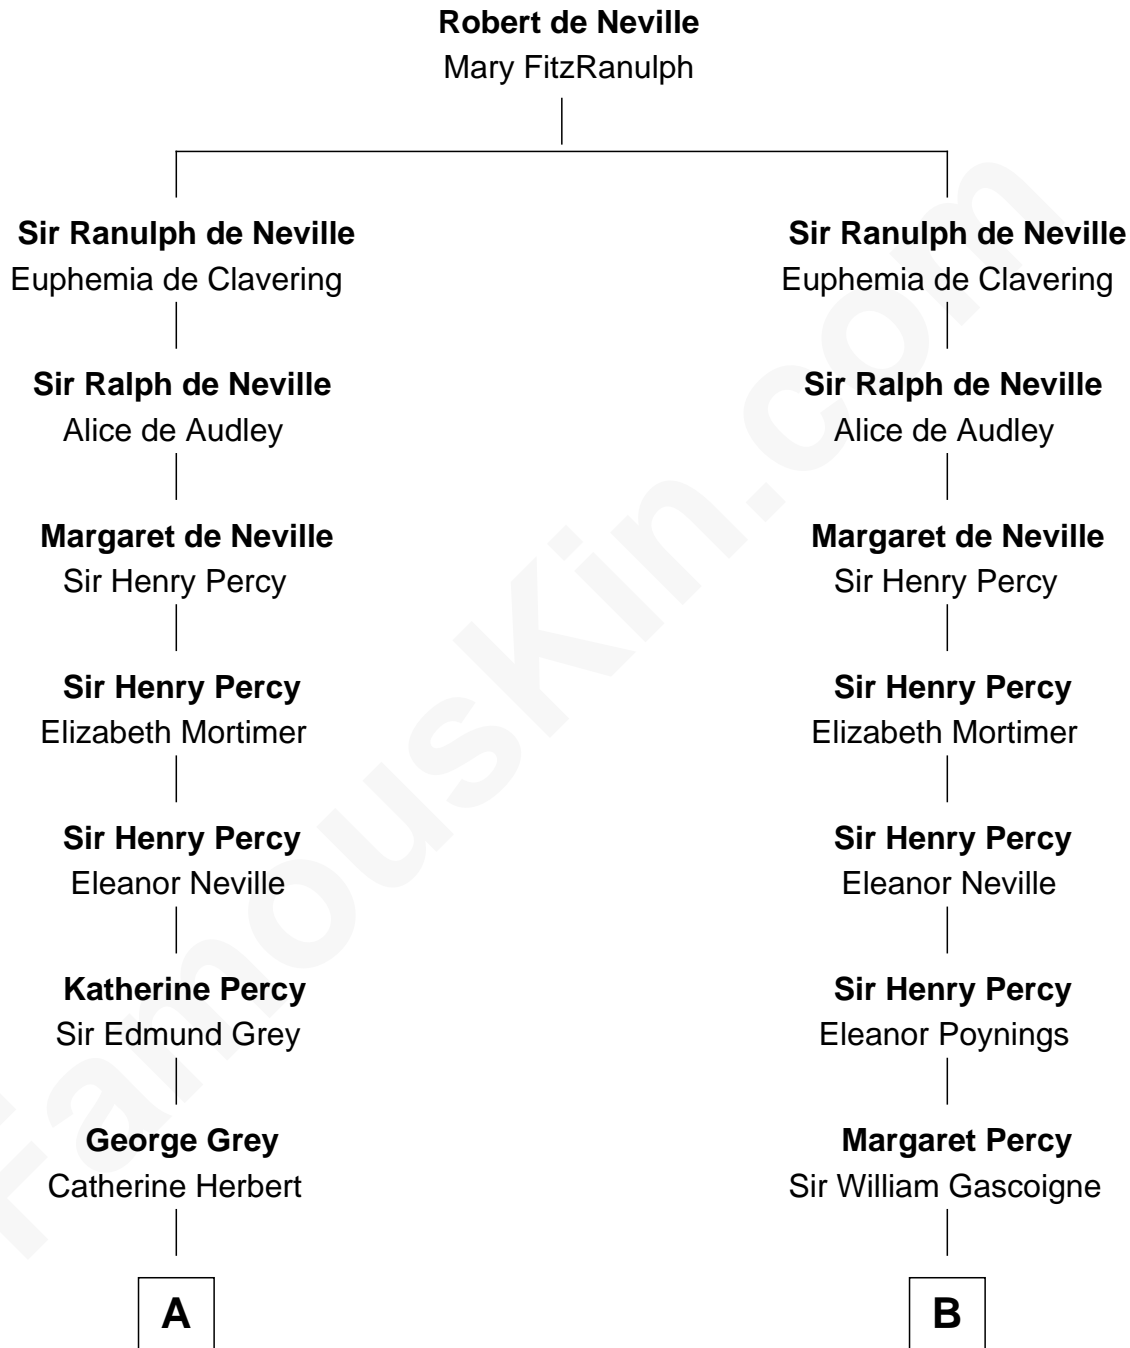 Robert de Neville
Mary FitzRanulph
Sir Ranulph de Neville
Euphemia de Clavering
Sir Ranulph de Neville
Euphemia de Clavering
Sir Ralph de Neville
Alice de Audley
Sir Ralph de Neville
Alice de Audley
Margaret de Neville
Sir Henry Percy
Margaret de Neville
Sir Henry Percy
Sir Henry Percy
Elizabeth Mortimer
Sir Henry Percy
Elizabeth Mortimer
Sir Henry Percy
Eleanor Neville
Sir Henry Percy
Eleanor Neville
Katherine Percy
Sir Edmund Grey
Sir Henry Percy
Eleanor Poynings
George Grey
Catherine Herbert
Margaret Percy
Sir William Gascoigne
A
B
FamousKin.com